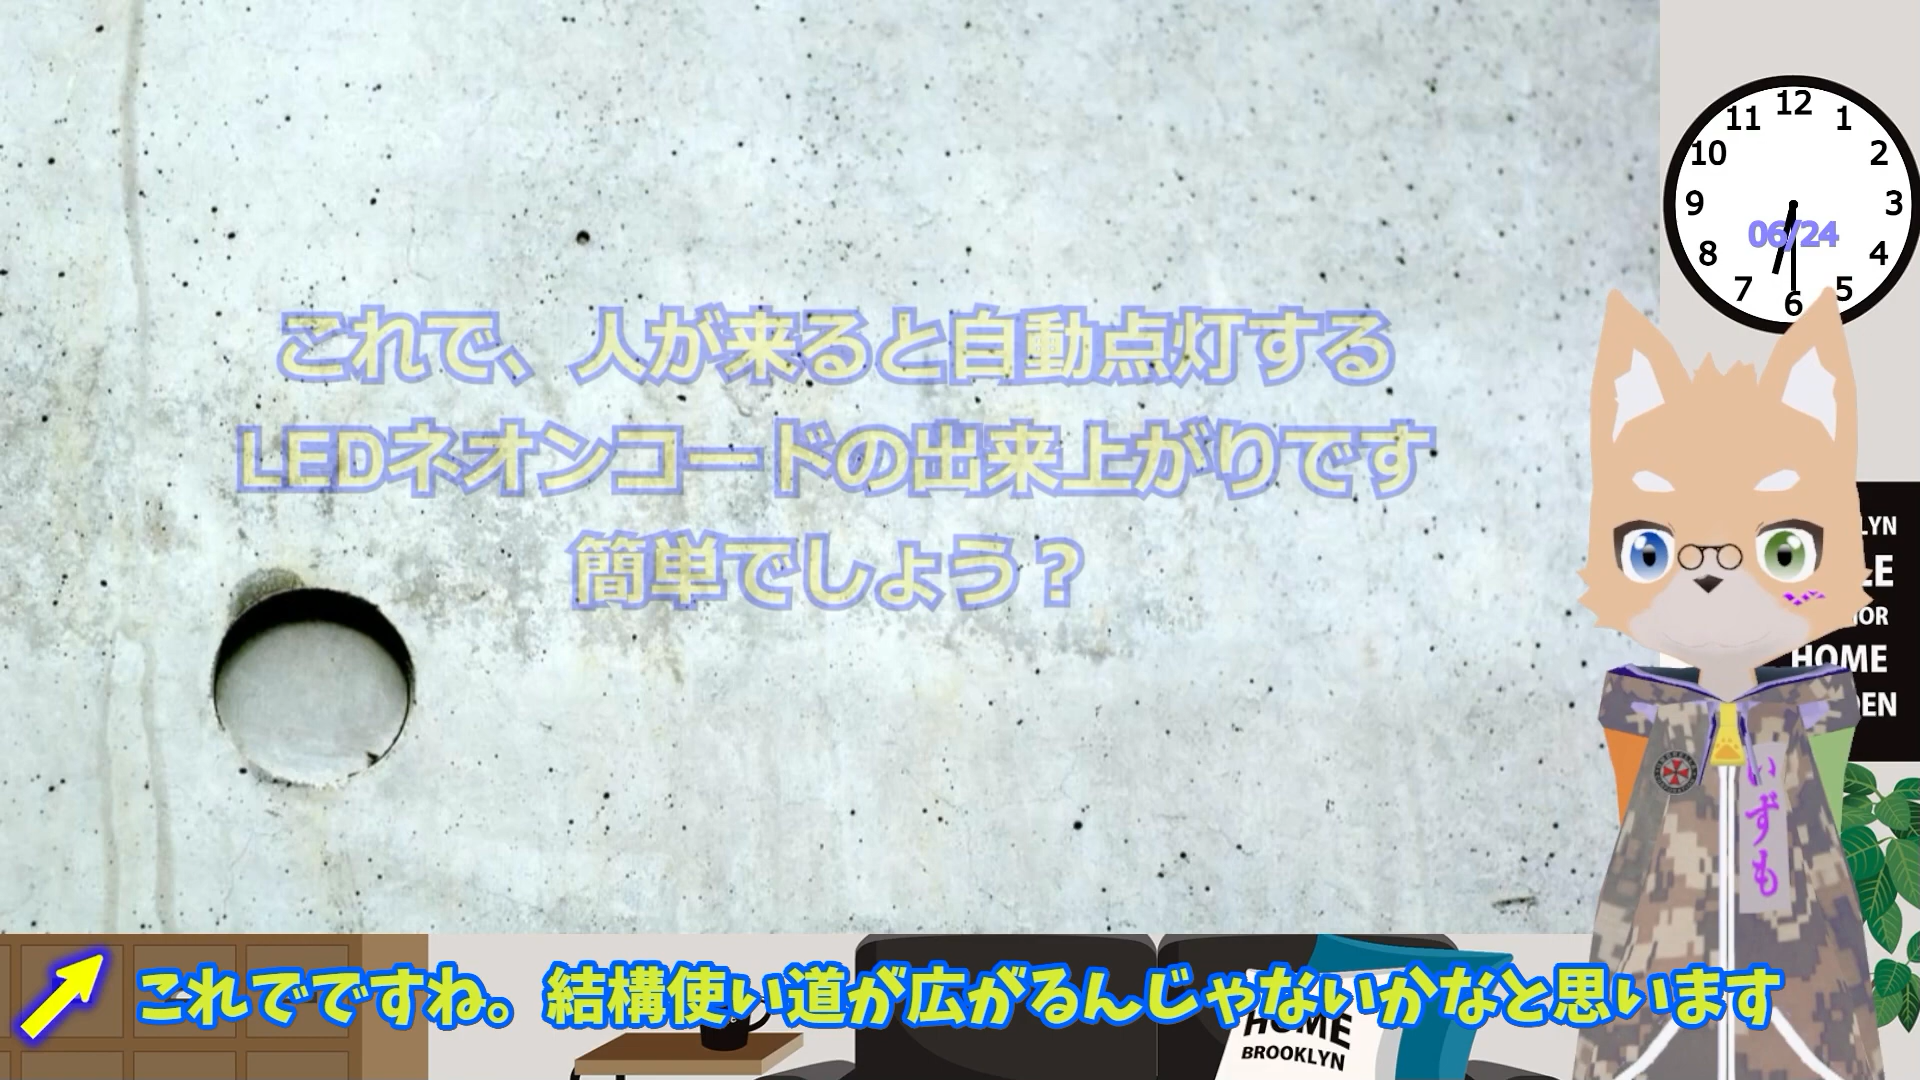 これで、人が来ると自動点灯する
LEDネオンコードの出来上がりです
簡単でしょう？
これでですね。結構使い道が広がるんじゃないかなと思います
12
11
1
10
2
9
3
06/24
8
4
7
5
6
LYN
LE
IOR
HOME
DEN
いずも
HOME
BROOKLYN